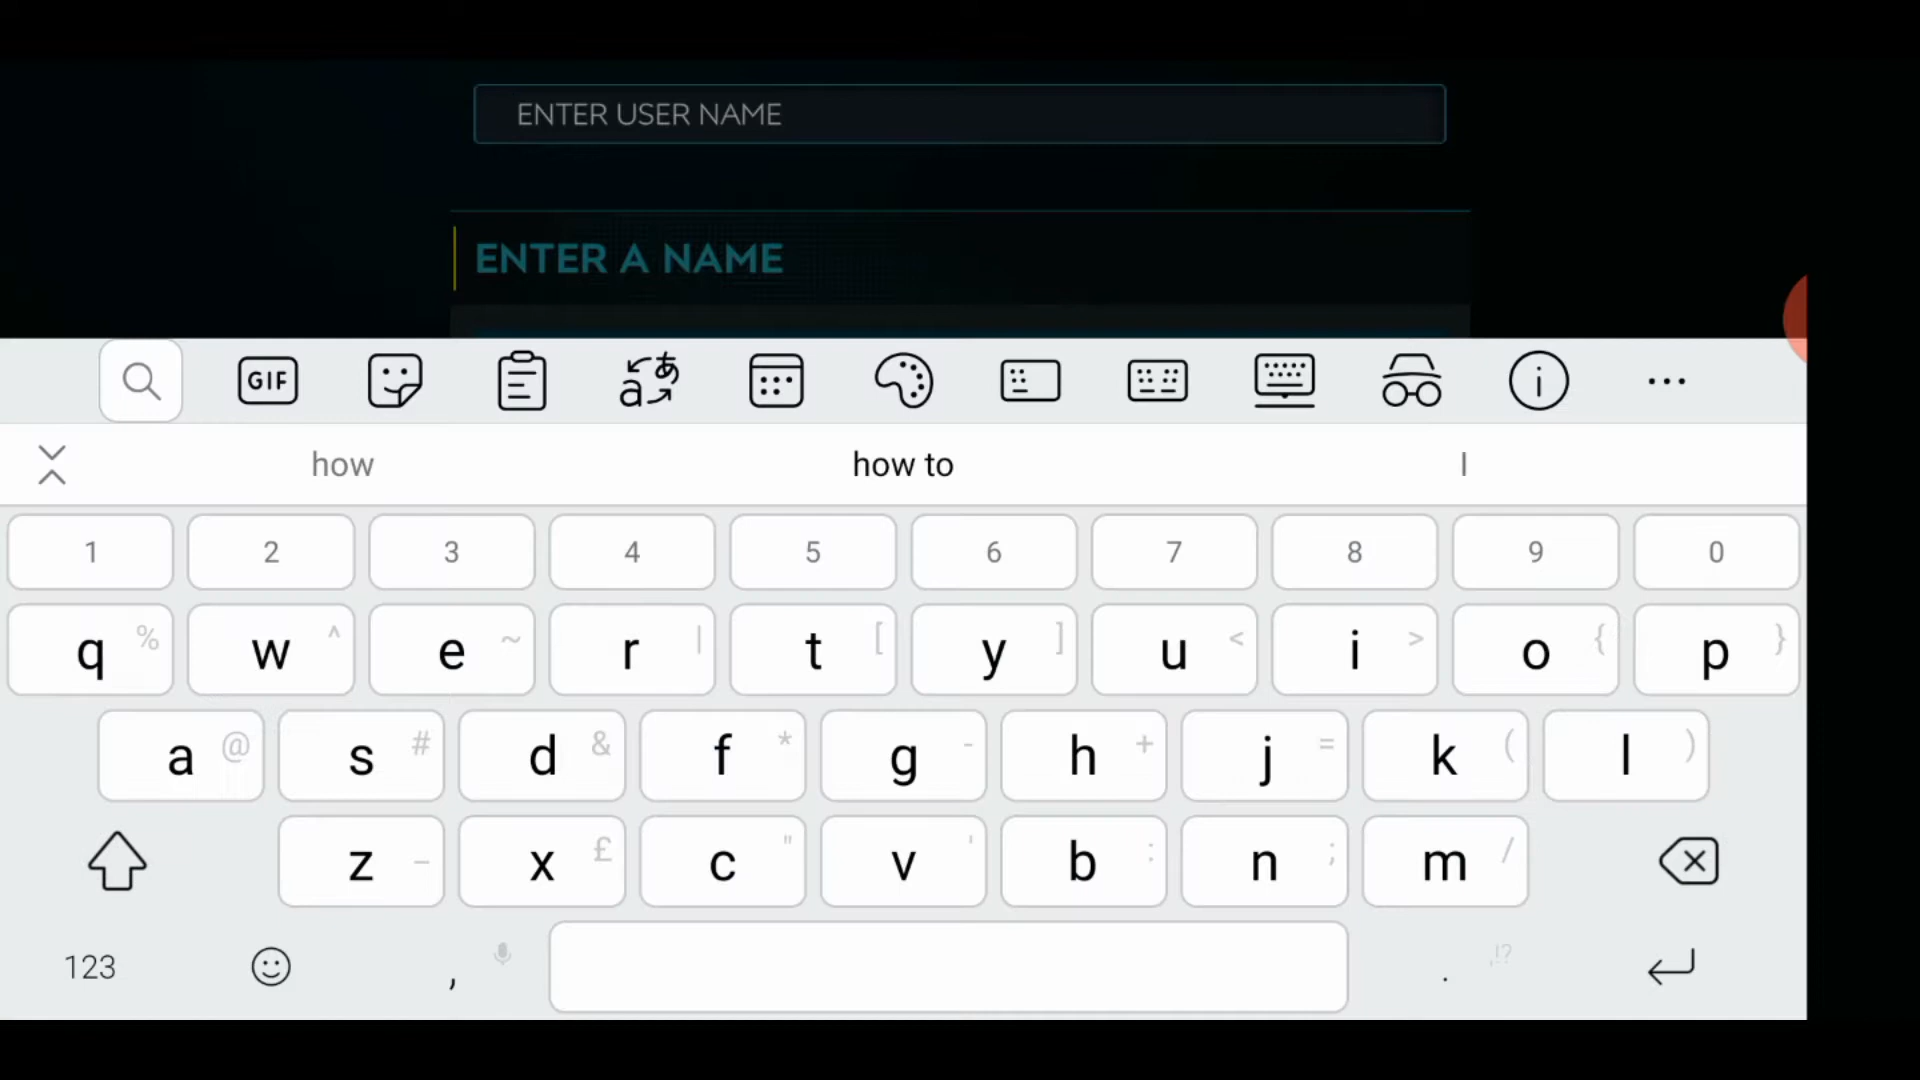 ENTER USER NAME
ENTER A NAME
GIF a あ
how how to I
1 2 3 4 5 6 7 8 9 0
q % w ^ e ~ r | t [ y ] u < i > o { p }
a @ s # d & f * g - h + j = k ( l )
z _ x £ c " v ' b : n ; m /
123 , . ,!?